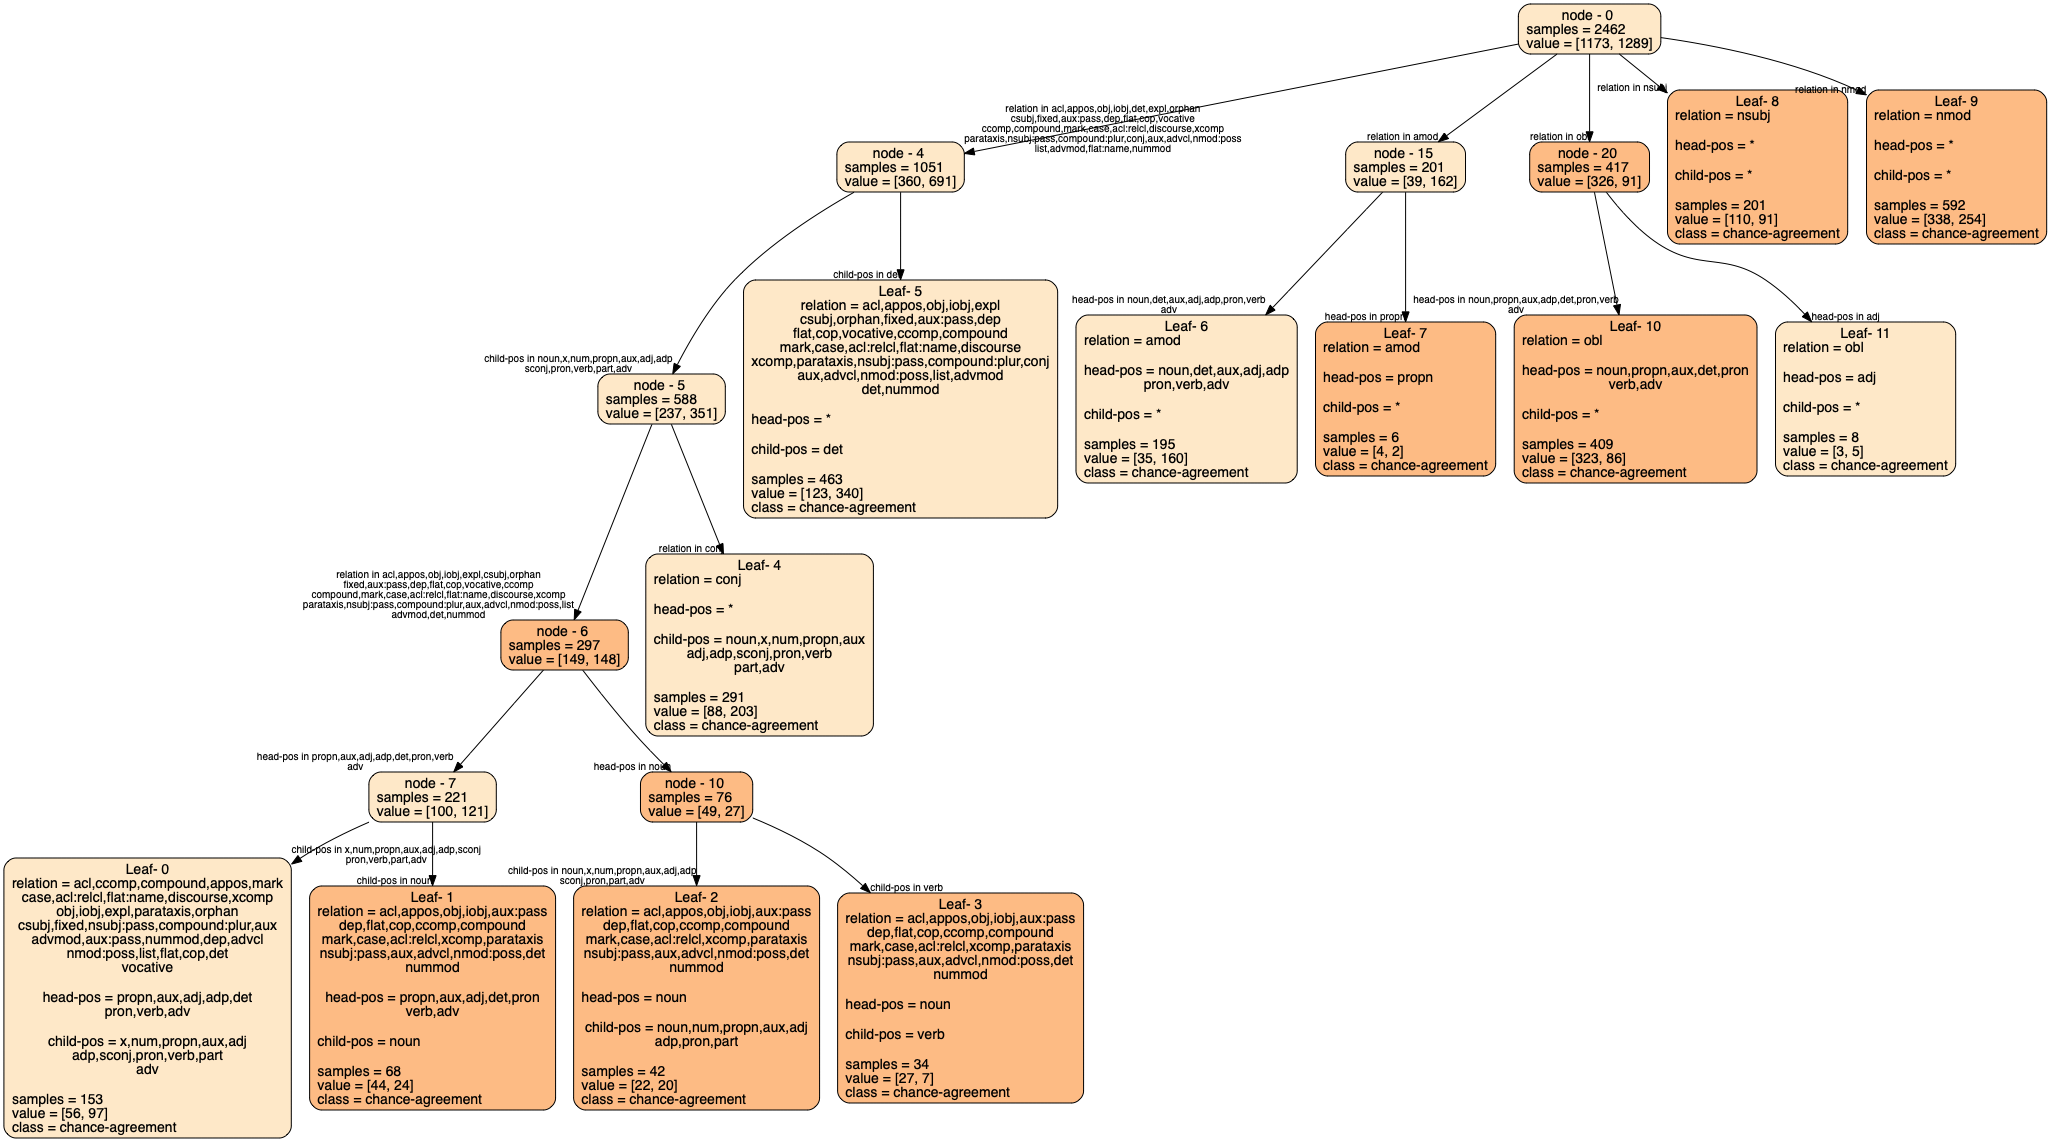 node - 0
samples = 2462
value = [1173, 1289]
relation in nsubj
relation in nmod
Leaf- 8
relation = nsubj
head-pos = *
child-pos = *
samples = 201
value = [110, 91]
class = chance-agreement
Leaf- 9
relation = nmod
head-pos = *
child-pos = *
samples = 592
value = [338, 254]
class = chance-agreement
relation in acl,appos,obj,iobj,det,expl,orphan
csubj,fixed,aux:pass,dep,flat,cop,vocative
ccomp,compound,mark,case,acl:relcl,discourse,xcomp
parataxis,nsubj:pass,compound:plur,conj,aux,advcl,nmod:poss
list,advmod,flat:name,nummod
relation in amod
relation in obl
node - 4
samples = 1051
value = [360, 691]
node - 15
samples = 201
value = [39, 162]
node - 20
samples = 417
value = [326, 91]
child-pos in det
Leaf- 5
relation = acl,appos,obj,iobj,expl
csubj,orphan,fixed,aux:pass,dep
flat,cop,vocative,ccomp,compound
mark,case,acl:relcl,flat:name,discourse
xcomp,parataxis,nsubj:pass,compound:plur,conj
aux,advcl,nmod:poss,list,advmod
det,nummod
head-pos = *
child-pos = det
samples = 463
value = [123, 340]
class = chance-agreement
head-pos in noun,det,aux,adj,adp,pron,verb
adv
Leaf- 6
relation = amod
head-pos = noun,det,aux,adj,adp
pron,verb,adv
child-pos = *
samples = 195
value = [35, 160]
class = chance-agreement
head-pos in propn
Leaf- 7
relation = amod
head-pos = propn
child-pos = *
samples = 6
value = [4, 2]
class = chance-agreement
head-pos in noun,propn,aux,adp,det,pron,verb
adv
Leaf- 10
relation = obl
head-pos = noun,propn,aux,det,pron
verb,adv
child-pos = *
samples = 409
value = [323, 86]
class = chance-agreement
head-pos in adj
Leaf- 11
relation = obl
head-pos = adj
child-pos = *
samples = 8
value = [3, 5]
class = chance-agreement
child-pos in noun,x,num,propn,aux,adj,adp
sconj,pron,verb,part,adv
node - 5
samples = 588
value = [237, 351]
relation in conj
Leaf- 4
relation = conj
head-pos = *
child-pos = noun,x,num,propn,aux
adj,adp,sconj,pron,verb
part,adv
samples = 291
value = [88, 203]
class = chance-agreement
relation in acl,appos,obj,iobj,expl,csubj,orphan
fixed,aux:pass,dep,flat,cop,vocative,ccomp
compound,mark,case,acl:relcl,flat:name,discourse,xcomp
parataxis,nsubj:pass,compound:plur,aux,advcl,nmod:poss,list
advmod,det,nummod
node - 6
samples = 297
value = [149, 148]
head-pos in propn,aux,adj,adp,det,pron,verb
adv
node - 7
samples = 221
value = [100, 121]
head-pos in noun
node - 10
samples = 76
value = [49, 27]
child-pos in x,num,propn,aux,adj,adp,sconj
pron,verb,part,adv
Leaf- 0
relation = acl,ccomp,compound,appos,mark
case,acl:relcl,flat:name,discourse,xcomp
obj,iobj,expl,parataxis,orphan
csubj,fixed,nsubj:pass,compound:plur,aux
advmod,aux:pass,nummod,dep,advcl
nmod:poss,list,flat,cop,det
vocative
head-pos = propn,aux,adj,adp,det
pron,verb,adv
child-pos = x,num,propn,aux,adj
adp,sconj,pron,verb,part
adv
samples = 153
value = [56, 97]
class = chance-agreement
child-pos in noun
Leaf- 1
relation = acl,appos,obj,iobj,aux:pass
dep,flat,cop,ccomp,compound
mark,case,acl:relcl,xcomp,parataxis
nsubj:pass,aux,advcl,nmod:poss,det
nummod
head-pos = propn,aux,adj,det,pron
verb,adv
child-pos = noun
samples = 68
value = [44, 24]
class = chance-agreement
child-pos in noun,x,num,propn,aux,adj,adp
sconj,pron,part,adv
Leaf- 2
relation = acl,appos,obj,iobj,aux:pass
dep,flat,cop,ccomp,compound
mark,case,acl:relcl,xcomp,parataxis
nsubj:pass,aux,advcl,nmod:poss,det
nummod
head-pos = noun
child-pos = noun,num,propn,aux,adj
adp,pron,part
samples = 42
value = [22, 20]
class = chance-agreement
child-pos in verb
Leaf- 3
relation = acl,appos,obj,iobj,aux:pass
dep,flat,cop,ccomp,compound
mark,case,acl:relcl,xcomp,parataxis
nsubj:pass,aux,advcl,nmod:poss,det
nummod
head-pos = noun
child-pos = verb
samples = 34
value = [27, 7]
class = chance-agreement